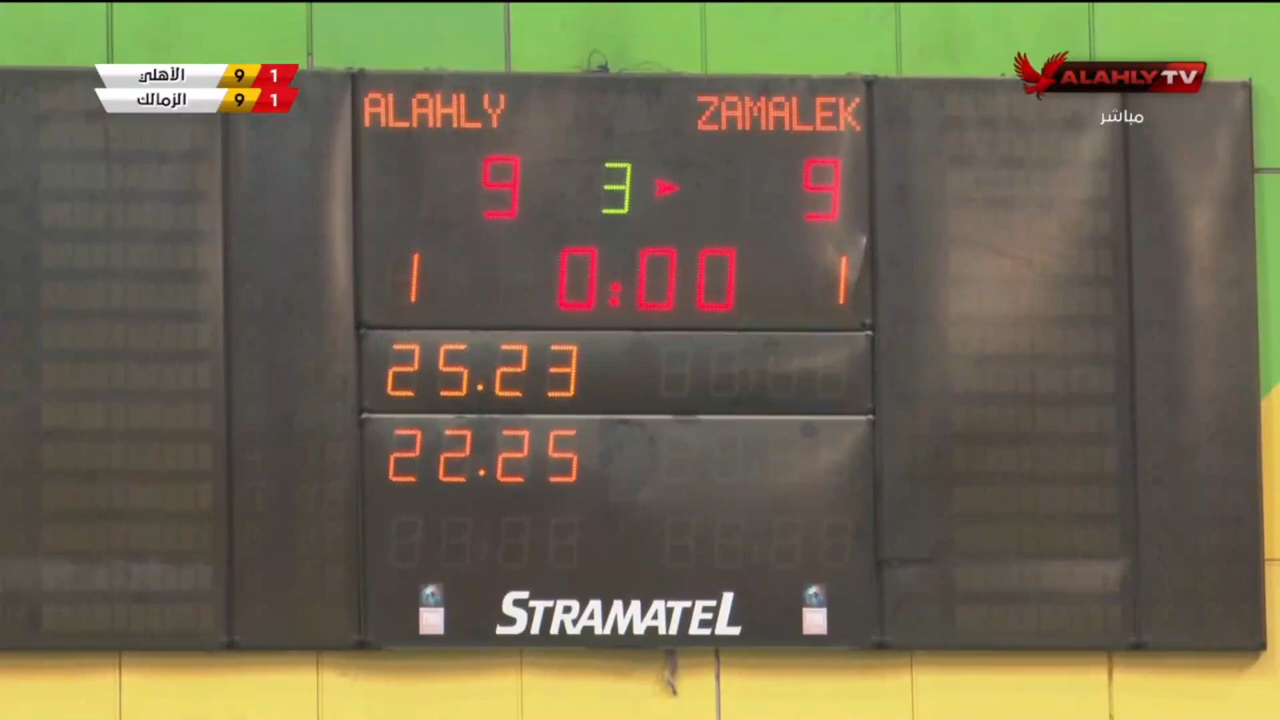 الأهلي 9 1
الزمالك 9 1
ALAHLY TV
مباشر
ALAHLY ZAMALEK
9 3 9
1 0:00 1
25.23
22.25
STRAMATEL